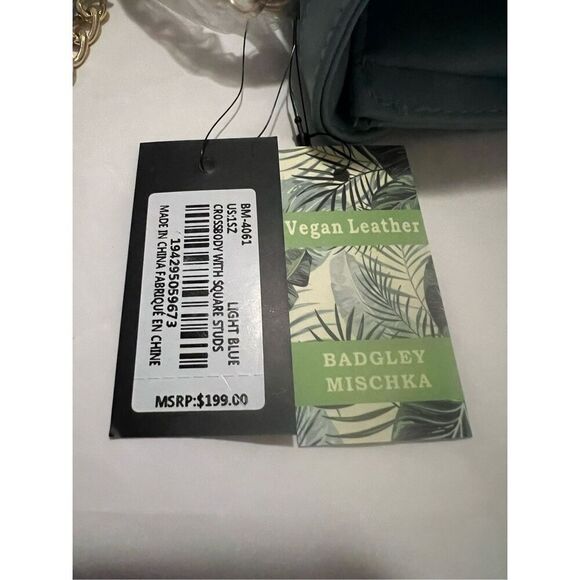 BM-4061
US:1SZ LIGHT BLUE
CROSSBODY WITH SQUARE STUDS
194295059673
MADE IN CHINA FABRIQUÉ EN CHINE
MSRP:$199.00
Vegan Leather
BADGLEY
MISCHKA